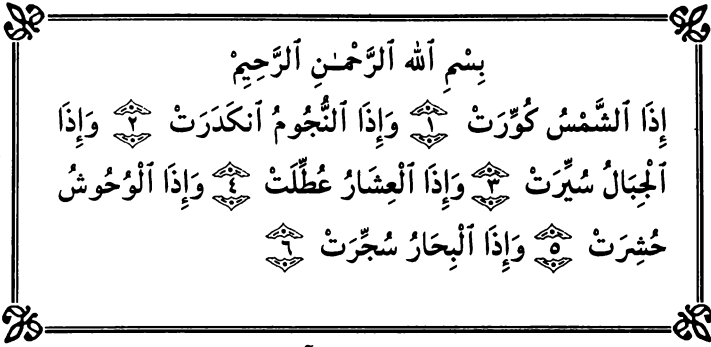 بِسْمِ ٱللّٰهِ ٱلرَّحْمَـٰنِ ٱلرَّحِيمْ
إِذَا ٱلشَّمْسُ كُوِّرَتْ ١ وَإِذَا ٱلنُّجُومُ ٱنكَدَرَتْ ٢ وَإِذَا
ٱلْجِبَالُ سُيِّرَتْ ٣ وَإِذَا ٱلْعِشَارُ عُطِّلَتْ ٤ وَإِذَا ٱلْوُحُوشُ
حُشِرَتْ ٥ وَإِذَا ٱلْبِحَارُ سُجِّرَتْ ٦